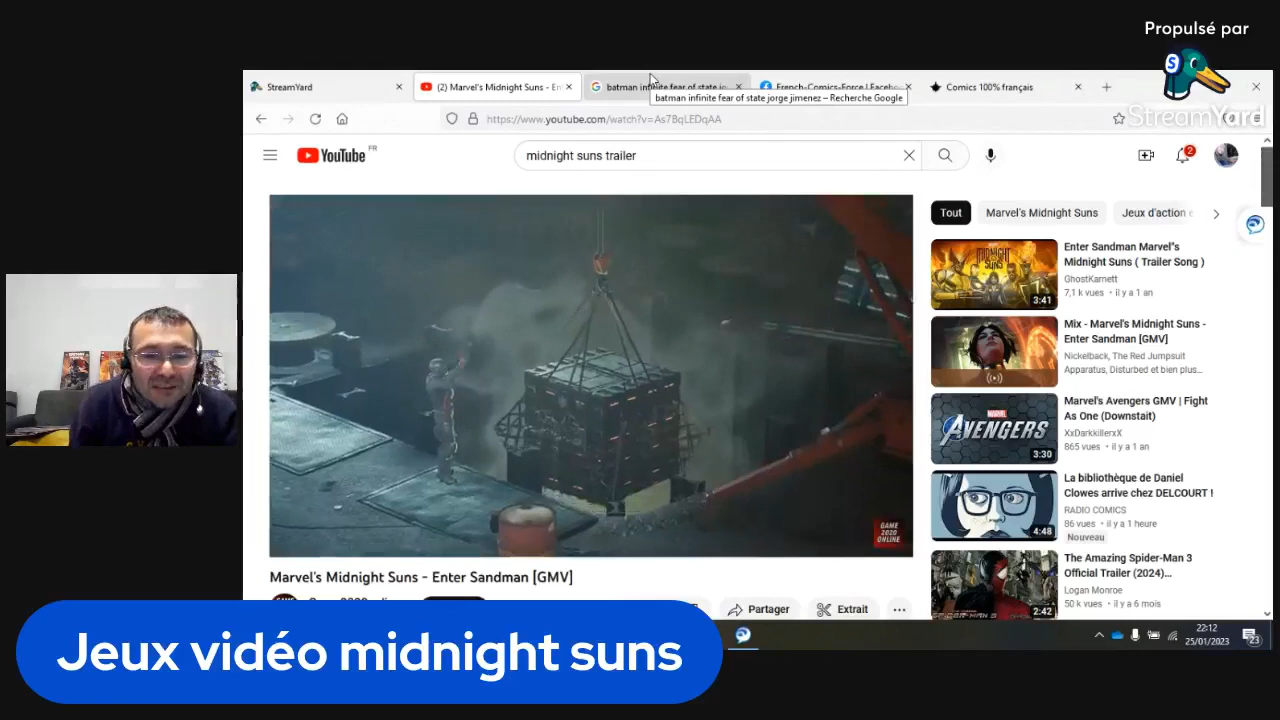 Propulsé par
StreamYard
StreamYard
(2) Marvel's Midnight Suns - En
batman infinite fear of state jo
French-Comics-Force | Faceb
Comics 100% français
batman infinite fear of state jorge jimenez – Recherche Google
https://www.youtube.com/watch?v=As7BqLEDqAA
YouTube FR
midnight suns trailer
2
Tout
Marvel's Midnight Suns
Jeux d'action e
Enter Sandman Marvel"s
Midnight Suns ( Trailer Song )
GhostKarnett
7,1 k vues • il y a 1 an
MIDNIGHT
SUNS
3:41
Mix - Marvel's Midnight Suns -
Enter Sandman [GMV]
Nickelback, The Red Jumpsuit
Apparatus, Disturbed et bien plus...
Marvel's Avengers GMV | Fight
As One (Downstait)
XxDarkkillerxX
865 vues • il y a 1 an
MARVEL
AVENGERS
3:30
La bibliothèque de Daniel
Clowes arrive chez DELCOURT !
RADIO COMICS
86 vues • il y a 1 heure
Nouveau
4:48
The Amazing Spider-Man 3
Official Trailer (2024)...
Logan Monroe
50 k vues • il y a 6 mois
2:42
GAME
2020
ONLINE
Marvel's Midnight Suns - Enter Sandman [GMV]
Partager
Extrait
22:12
25/01/2023
23
Jeux vidéo midnight suns